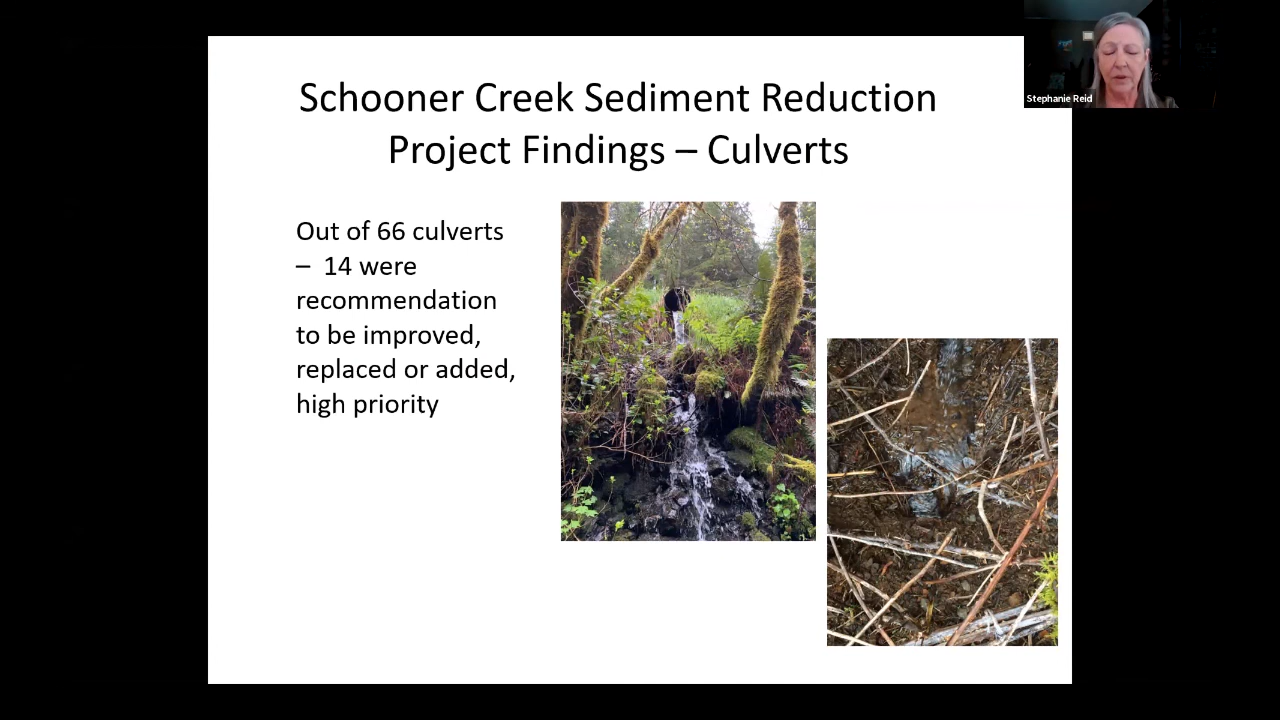 Schooner Creek Sediment Reduction
Project Findings – Culverts
Stephanie Reid
Out of 66 culverts
– 14 were
recommendation
to be improved,
replaced or added,
high priority